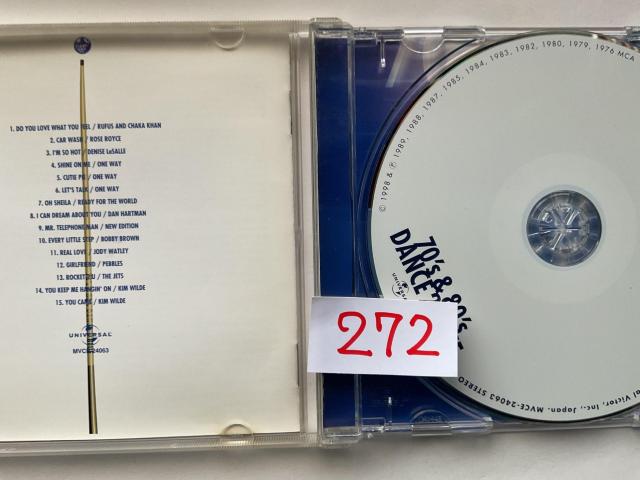 1. DO YOU LOVE WHAT YOU FEEL / RUFUS AND CHAKA KHAN
2. CAR WASH / ROSE ROYCE
3. I'M SO HOT / DENISE LaSALLE
4. SHINE ON ME / ONE WAY
5. CUTIE PIE / ONE WAY
6. LET'S TALK / ONE WAY
7. OH SHEILA / READY FOR THE WORLD
8. I CAN DREAM ABOUT YOU / DAN HARTMAN
9. MR. TELEPHONE MAN / NEW EDITION
10. EVERY LITTLE STEP / BOBBY BROWN
11. REAL LOVE / JODY WATLEY
12. GIRLFRIEND / PEBBLES
13. ROCKET 2 U / THE JETS
14. YOU KEEP ME HANGIN' ON / KIM WILDE
15. YOU CAME / KIM WILDE
UNIVERSAL
MVCE-24063
© 1998 & ℗ 1989, 1988, 1987, 1985, 1984, 1983, 1982, 1980, 1979, 1976 MCA
70's & 80's
DANCE
UNIVERSAL
272
al Victor, Inc., Japan. MVCE-24063 STEREO